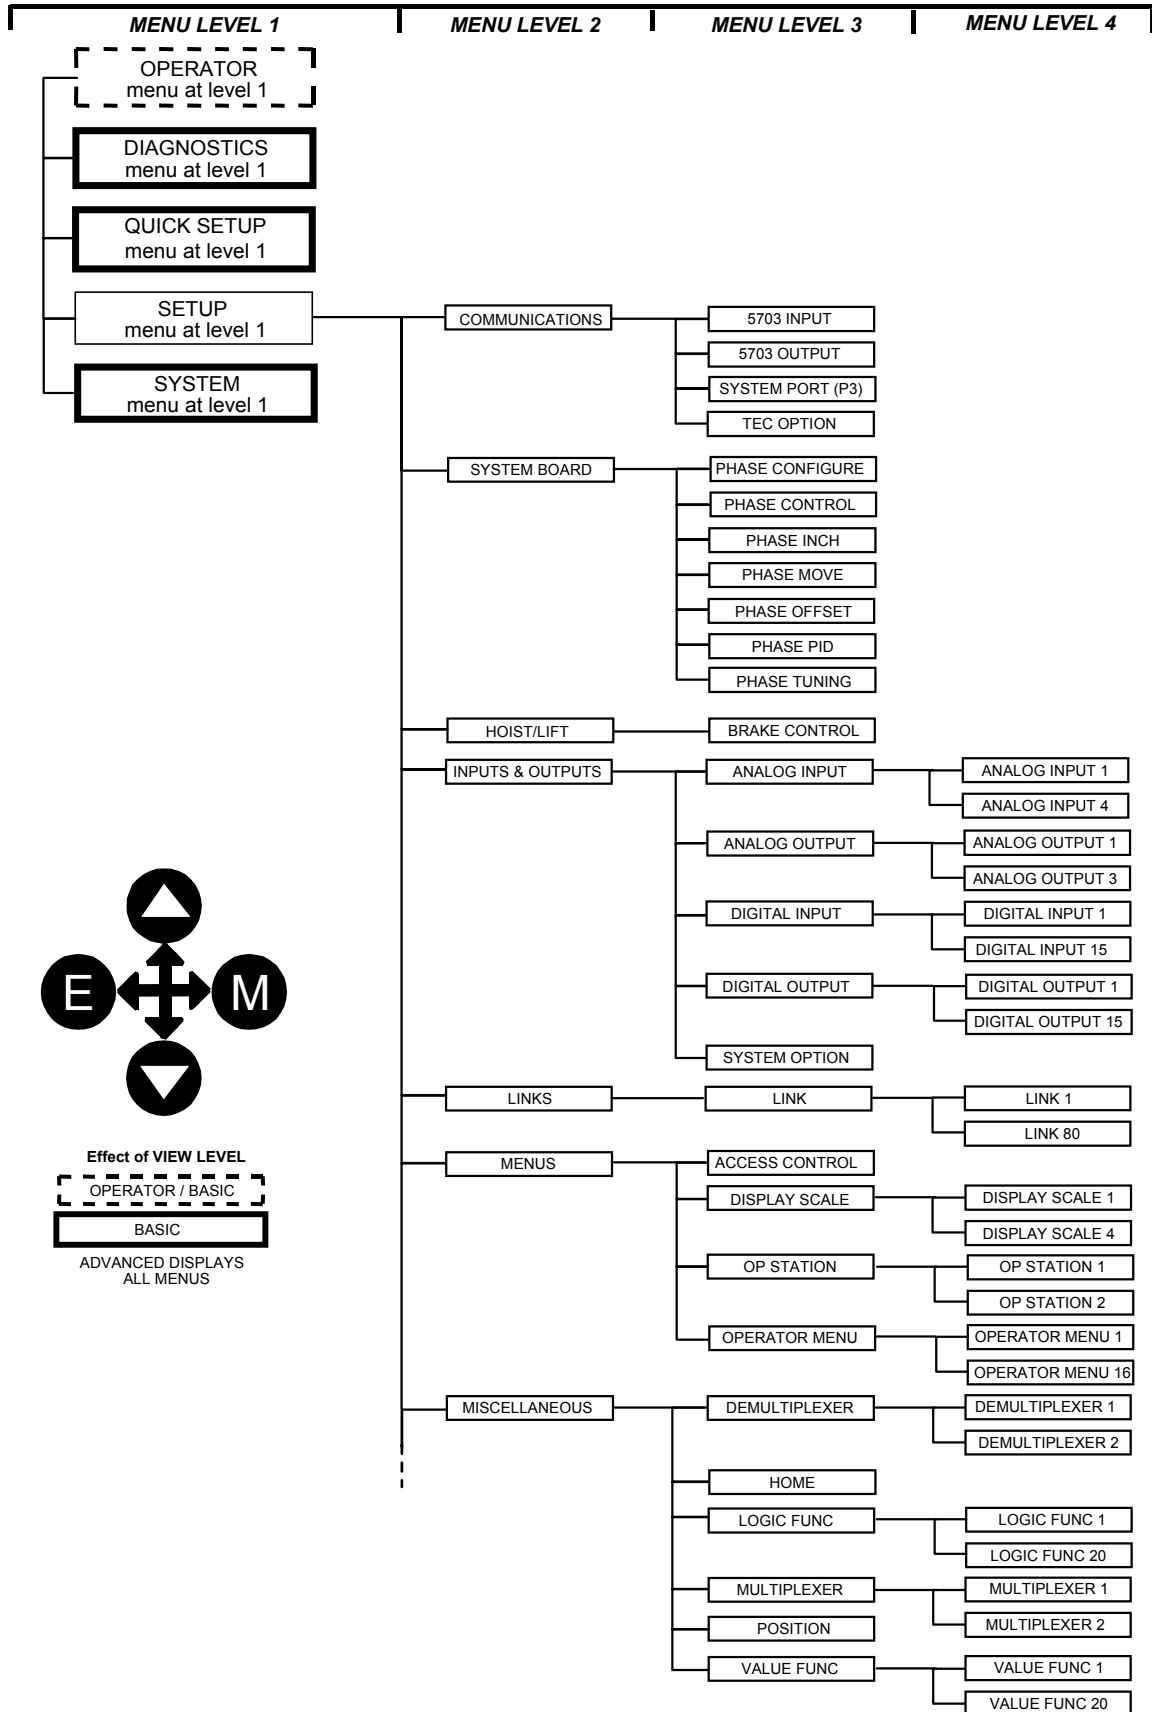 MENU LEVEL 1
MENU LEVEL 2
MENU LEVEL 3
MENU LEVEL 4
OPERATOR
menu at level 1
DIAGNOSTICS
menu at level 1
QUICK SETUP
menu at level 1
SETUP
menu at level 1
SYSTEM
menu at level 1
COMMUNICATIONS
5703 INPUT
5703 OUTPUT
SYSTEM PORT (P3)
TEC OPTION
SYSTEM BOARD
PHASE CONFIGURE
PHASE CONTROL
PHASE INCH
PHASE MOVE
PHASE OFFSET
PHASE PID
PHASE TUNING
HOIST/LIFT
BRAKE CONTROL
INPUTS & OUTPUTS
ANALOG INPUT
ANALOG INPUT 1
ANALOG INPUT 4
ANALOG OUTPUT
ANALOG OUTPUT 1
ANALOG OUTPUT 3
DIGITAL INPUT
DIGITAL INPUT 1
DIGITAL INPUT 15
DIGITAL OUTPUT
DIGITAL OUTPUT 1
DIGITAL OUTPUT 15
SYSTEM OPTION
LINKS
LINK
LINK 1
LINK 80
MENUS
ACCESS CONTROL
DISPLAY SCALE
DISPLAY SCALE 1
DISPLAY SCALE 4
OP STATION
OP STATION 1
OP STATION 2
OPERATOR MENU
OPERATOR MENU 1
OPERATOR MENU 16
MISCELLANEOUS
DEMULTIPLEXER
DEMULTIPLEXER 1
DEMULTIPLEXER 2
HOME
LOGIC FUNC
LOGIC FUNC 1
LOGIC FUNC 20
MULTIPLEXER
MULTIPLEXER 1
MULTIPLEXER 2
POSITION
VALUE FUNC
VALUE FUNC 1
VALUE FUNC 20
E
M
Effect of VIEW LEVEL
OPERATOR / BASIC
BASIC
ADVANCED DISPLAYS
ALL MENUS